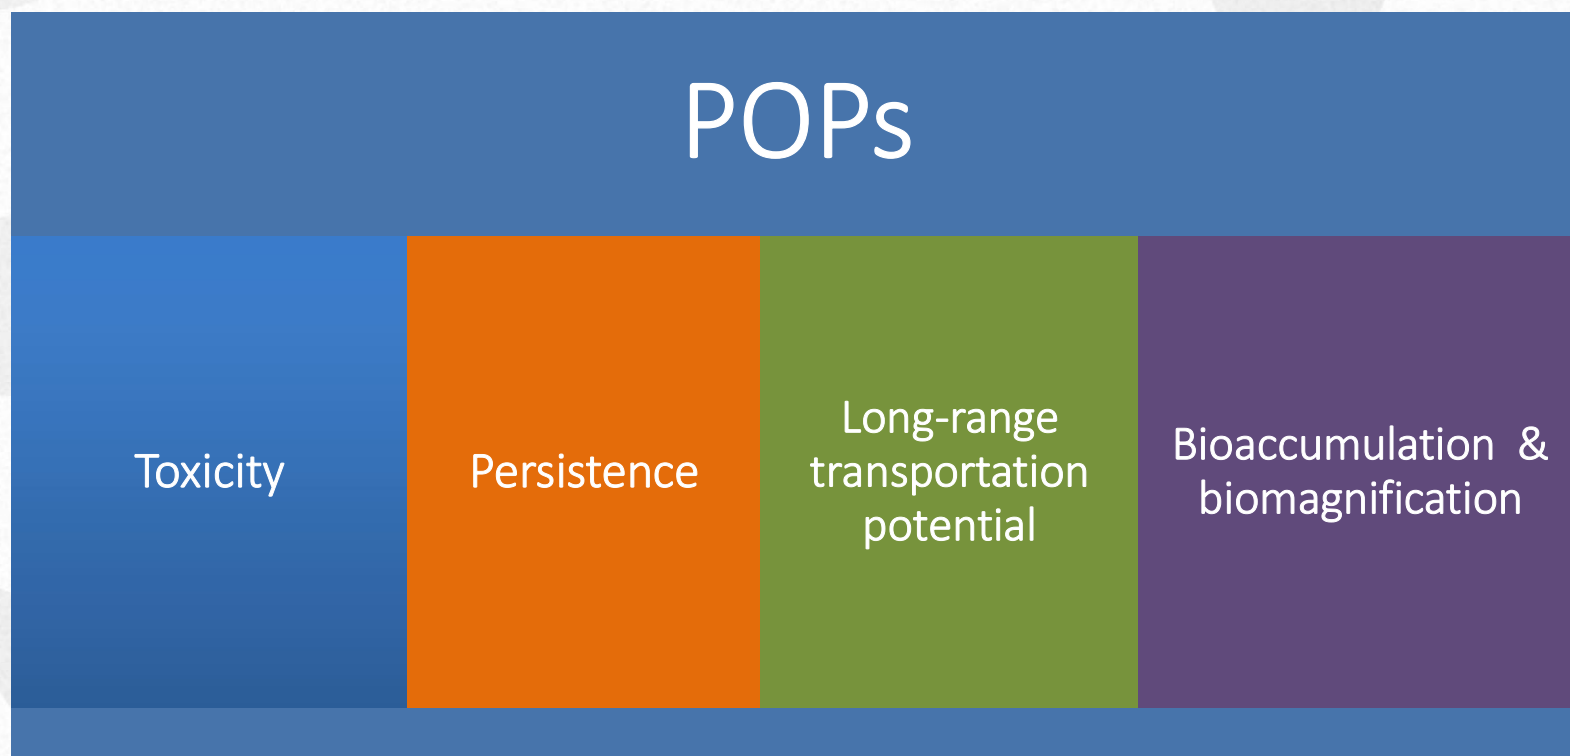 POPs
Toxicity
Persistence
Long-range
transportation
potential
Bioaccumulation &
biomagnification